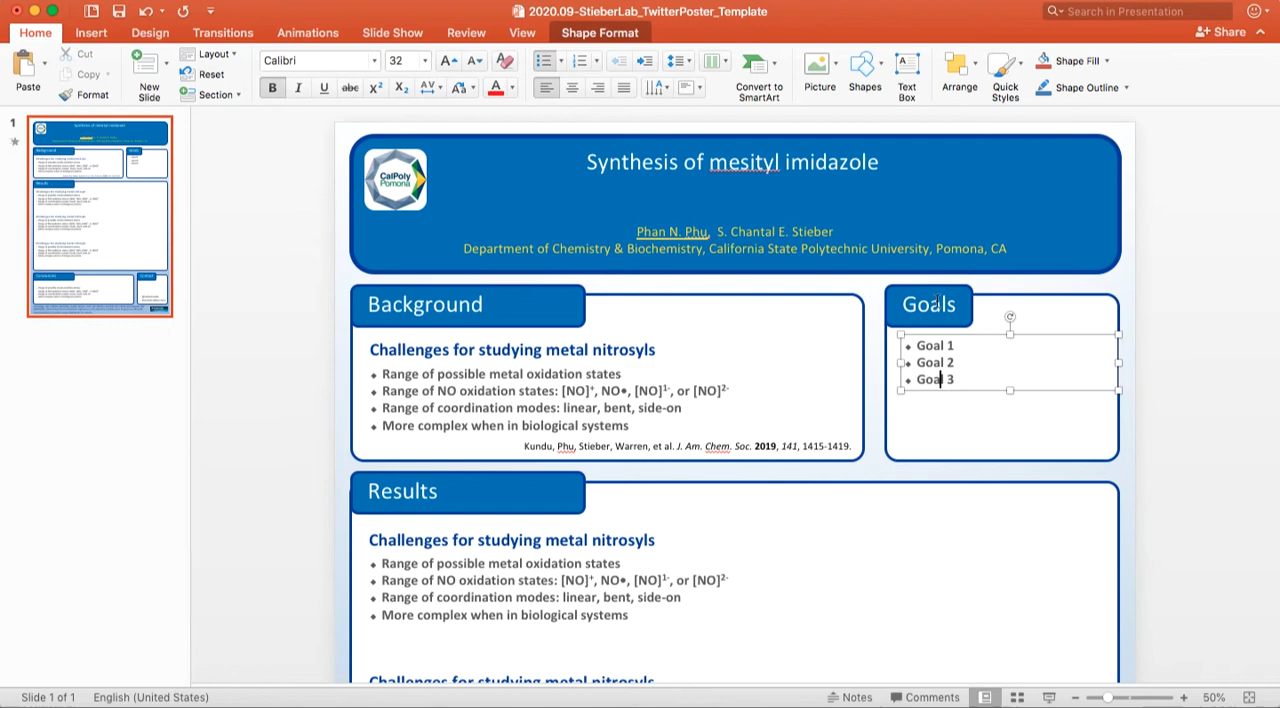 2020.09-StieberLab_TwitterPoster_Template
Search in Presentation
Home Insert Design Transitions Animations Slide Show Review View Shape Format Share
Paste
Cut
Copy
Format
New Slide
Layout
Reset
Section
Calibri 32
Convert to SmartArt
Picture
Shapes
Text Box
Arrange
Quick Styles
Shape Fill
Shape Outline
1
Synthesis of mesityl imidazole
CalPoly
Pomona
Phan N. Phu, S. Chantal E. Stieber
Department of Chemistry & Biochemistry, California State Polytechnic University, Pomona, CA
Background
Challenges for studying metal nitrosyls
Range of possible metal oxidation states
Range of NO oxidation states: [NO]⁺, NO•, [NO]¹⁻, or [NO]²⁻
Range of coordination modes: linear, bent, side-on
More complex when in biological systems
Kundu, Phu, Stieber, Warren, et al. J. Am. Chem. Soc. 2019, 141, 1415-1419.
Goals
Goal 1
Goal 2
Goal 3
Results
Challenges for studying metal nitrosyls
Range of possible metal oxidation states
Range of NO oxidation states: [NO]⁺, NO•, [NO]¹⁻, or [NO]²⁻
Range of coordination modes: linear, bent, side-on
More complex when in biological systems
Challenges for studying metal nitrosyls
Slide 1 of 1 English (United States) Notes Comments 50%